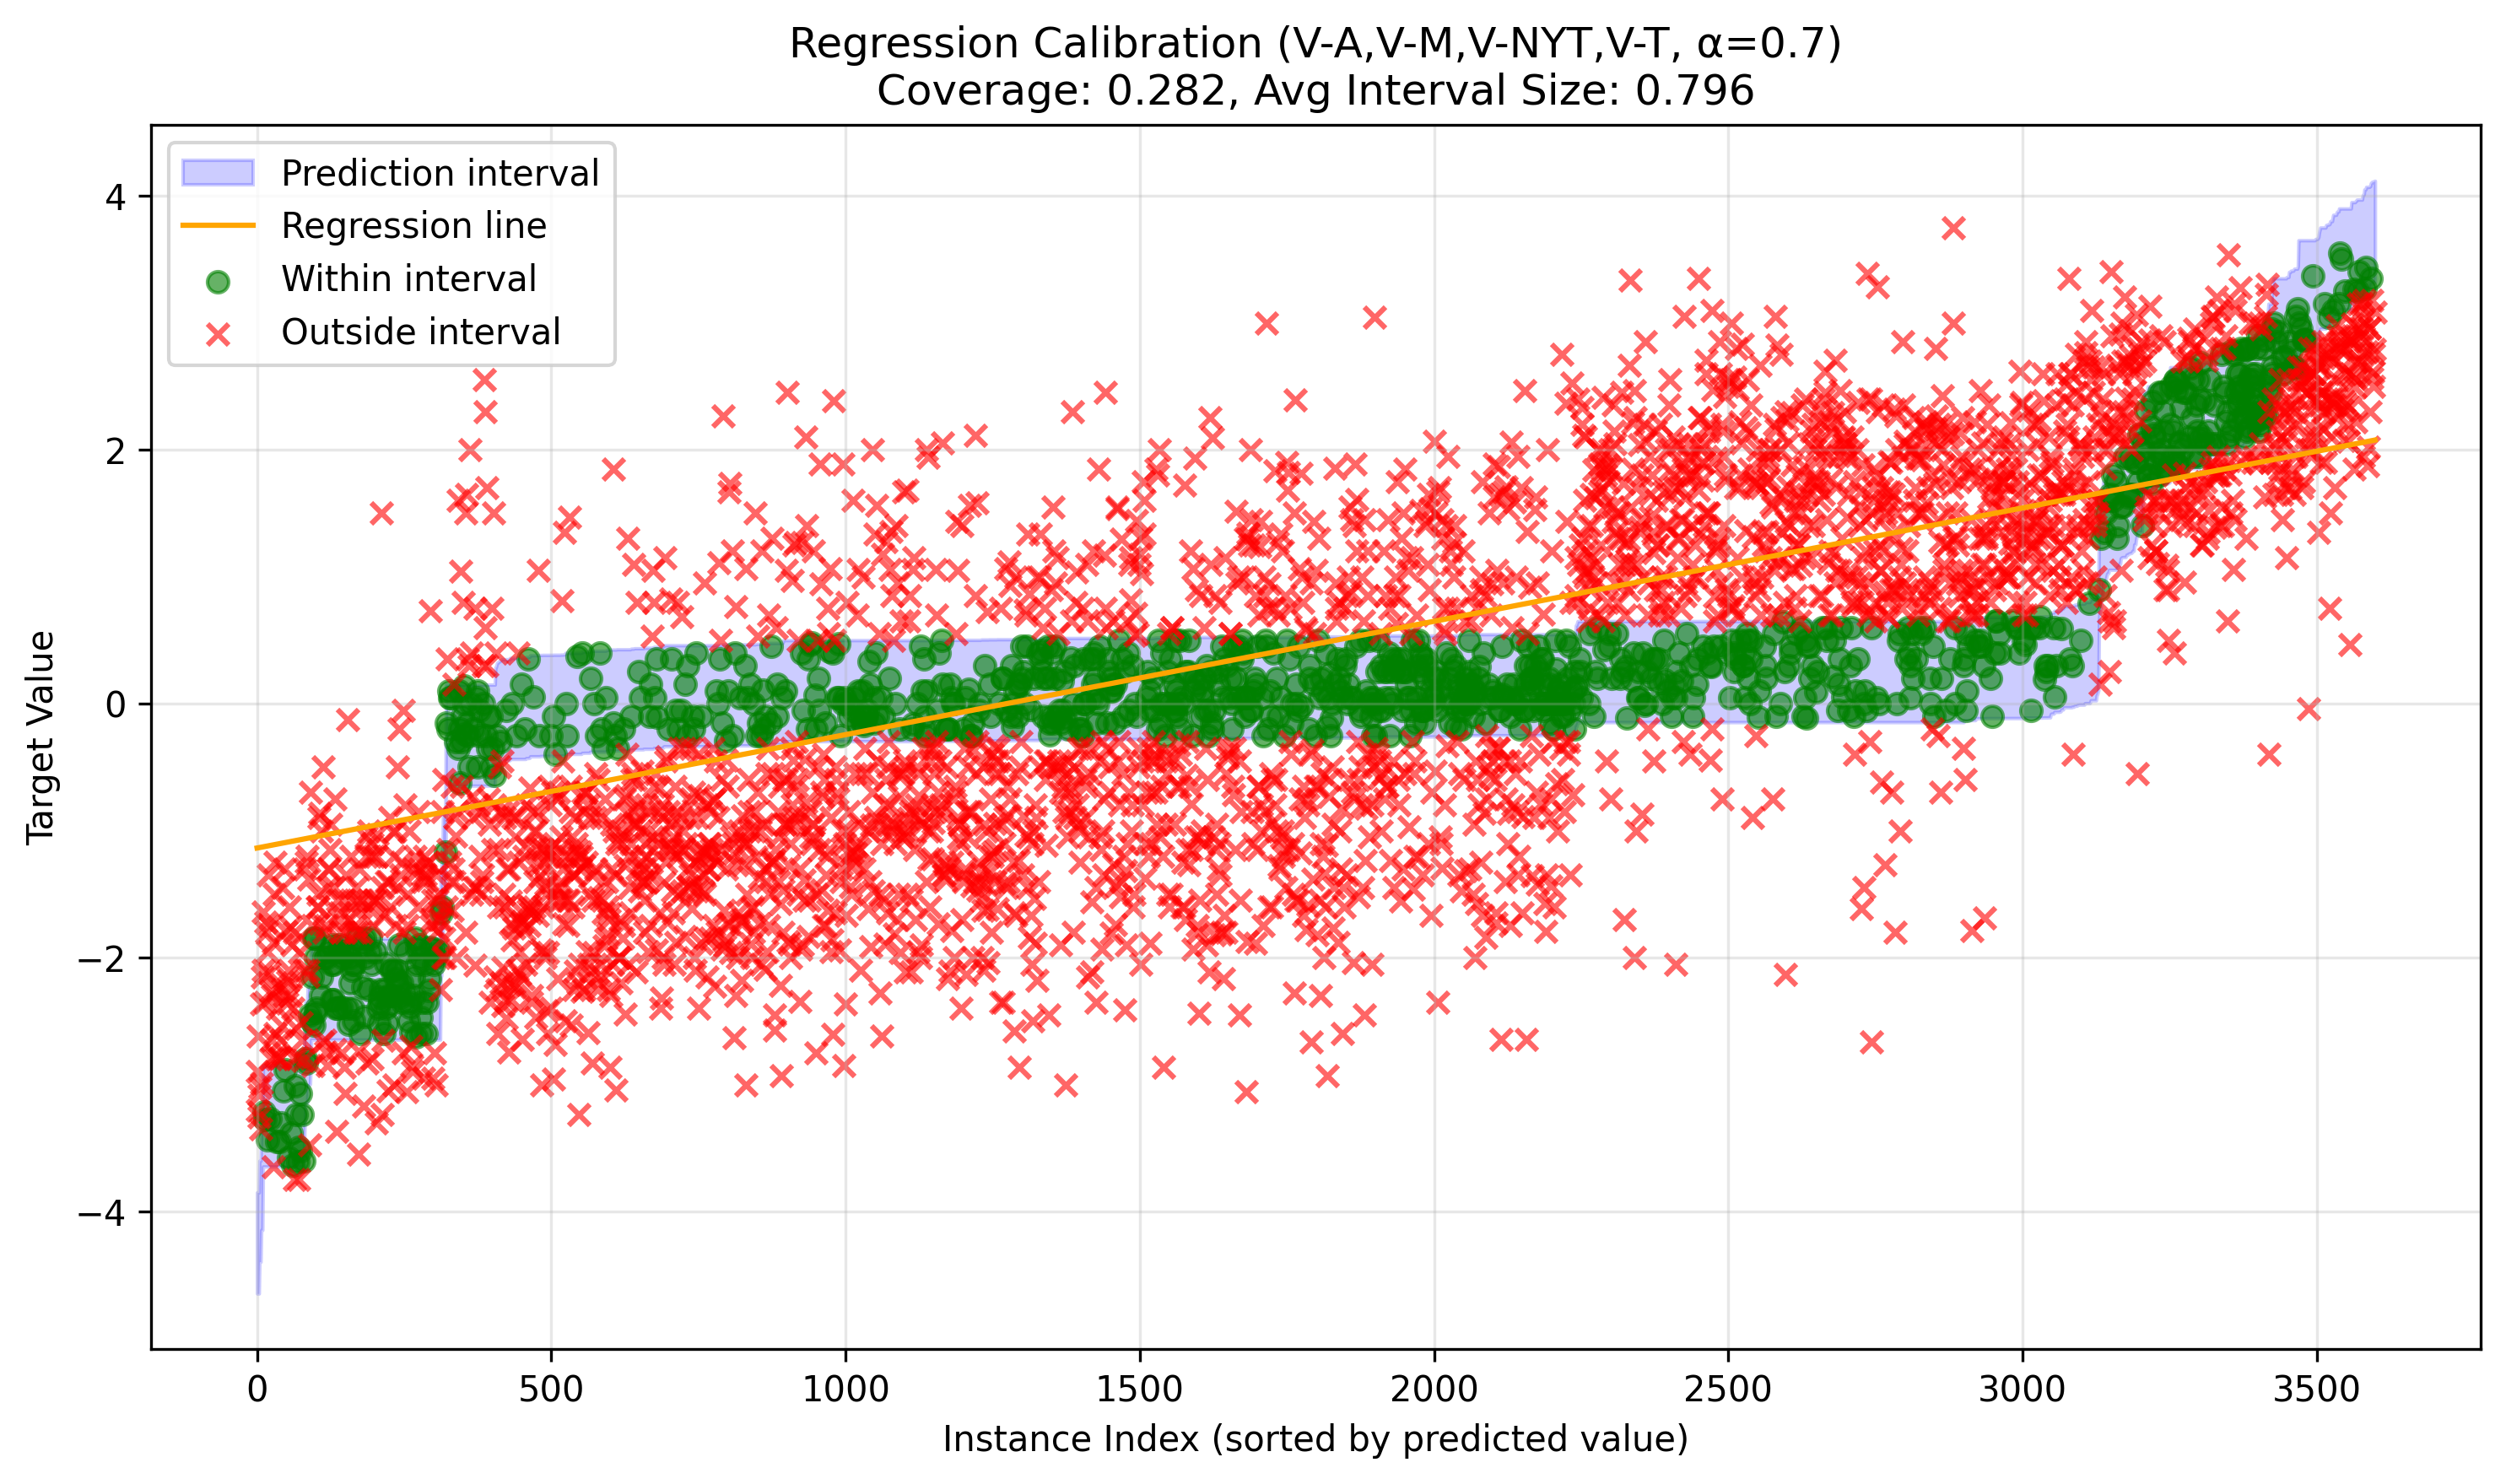 Regression Calibration (V-A,V-M,V-NYT,V-T, α=0.7)
Coverage: 0.282, Avg Interval Size: 0.796
Prediction interval
Regression line
Within interval
Outside interval
Target Value
4
2
0
−2
−4
0 500 1000 1500 2000 2500 3000 3500
Instance Index (sorted by predicted value)